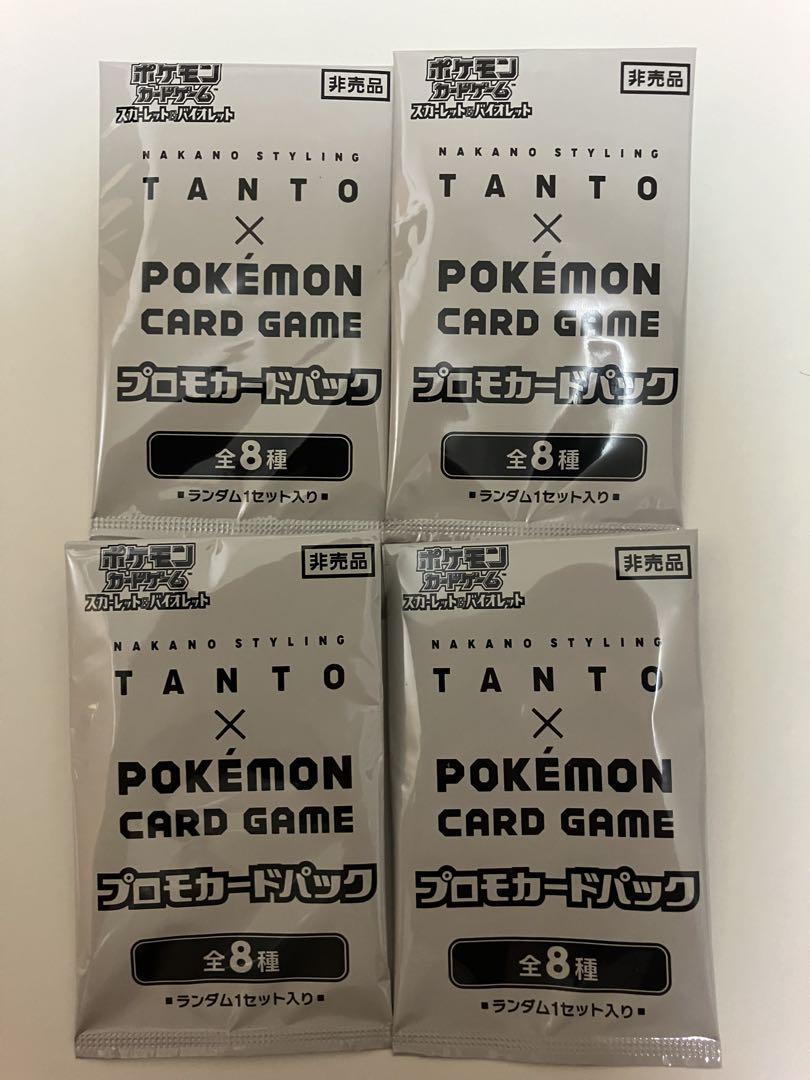 ポケモン
カードゲーム™
スカーレット&バイオレット
非売品
NAKANO STYLING
TANTO
×
POKÉMON
CARD GAME
プロモカードパック
全8種
■ランダム1セット入り■
ポケモン
カードゲーム™
スカーレット&バイオレット
非売品
NAKANO STYLING
TANTO
×
POKÉMON
CARD GAME
プロモカードパック
全8種
■ランダム1セット入り■
ポケモン
カードゲーム™
スカーレット&バイオレット
非売品
NAKANO STYLING
TANTO
×
POKÉMON
CARD GAME
プロモカードパック
全8種
■ランダム1セット入り■
ポケモン
カードゲーム™
スカーレット&バイオレット
非売品
NAKANO STYLING
TANTO
×
POKÉMON
CARD GAME
プロモカードパック
全8種
■ランダム1セット入り■